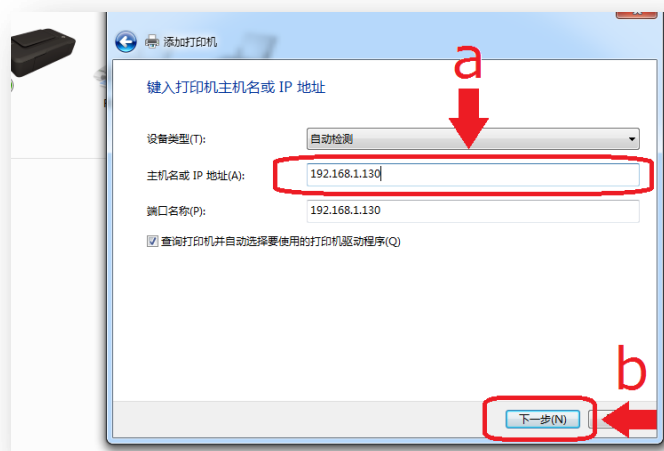 添加打印机
a
键入打印机主机名或 IP 地址
设备类型(T):
自动检测
主机名或 IP 地址(A):
192.168.1.130
端口名称(P):
192.168.1.130
查询打印机并自动选择要使用的打印机驱动程序(Q)
b
下一步(N)